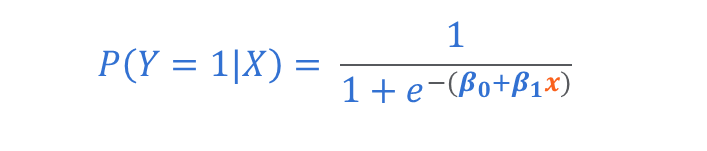 P(Y = 1|X) = 1 / (1 + e^−(β₀+β₁x))